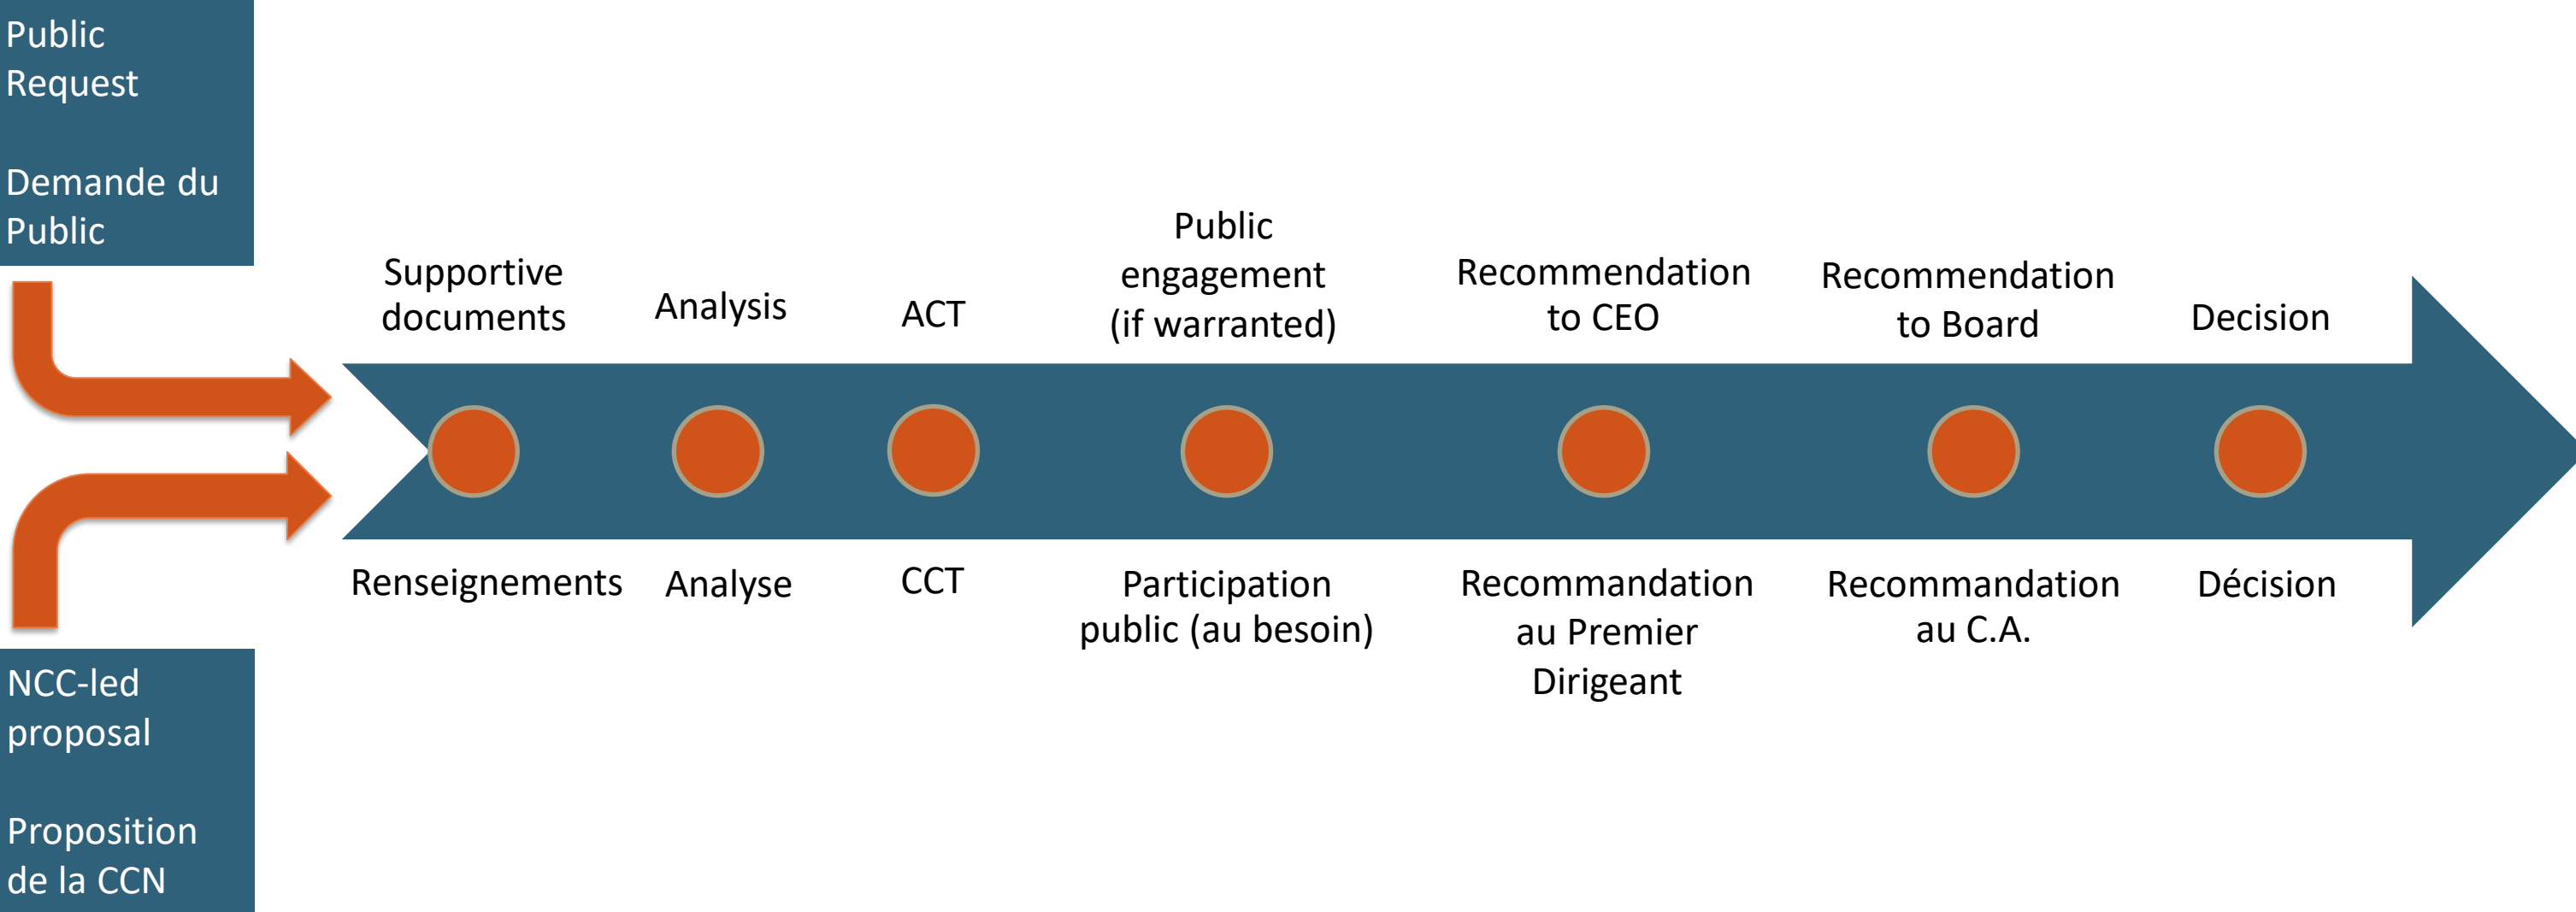 Public
Request
Demande du
Public
Supportive
documents
Analysis
ACT
Public
engagement
(if warranted)
Recommendation
to CEO
Recommendation
to Board
Decision
Renseignements
Analyse
CCT
Participation
public (au besoin)
Recommandation
au Premier
Dirigeant
Recommandation
au C.A.
Décision
NCC-led
proposal
Proposition
de la CCN